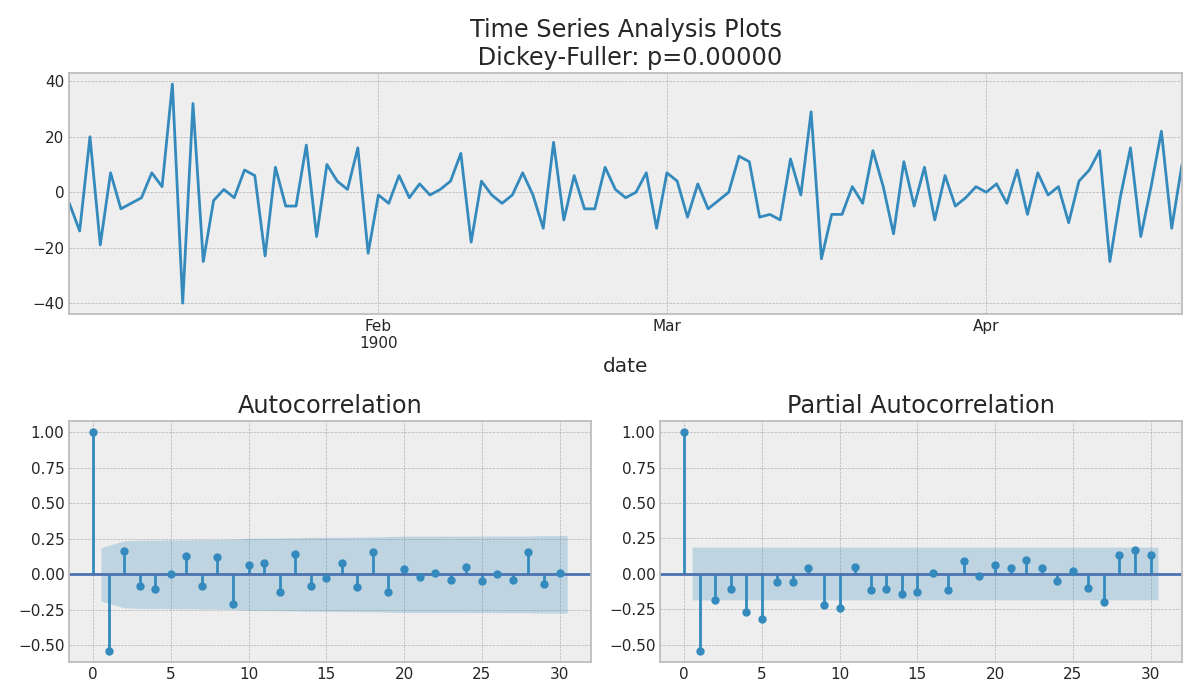 Time Series Analysis Plots
Dickey-Fuller: p=0.00000
40
20
0
−20
−40
Feb
1900
Mar
Apr
date
Autocorrelation
1.00
0.75
0.50
0.25
0.00
−0.25
−0.50
0 5 10 15 20 25 30
Partial Autocorrelation
1.00
0.75
0.50
0.25
0.00
−0.25
−0.50
0 5 10 15 20 25 30